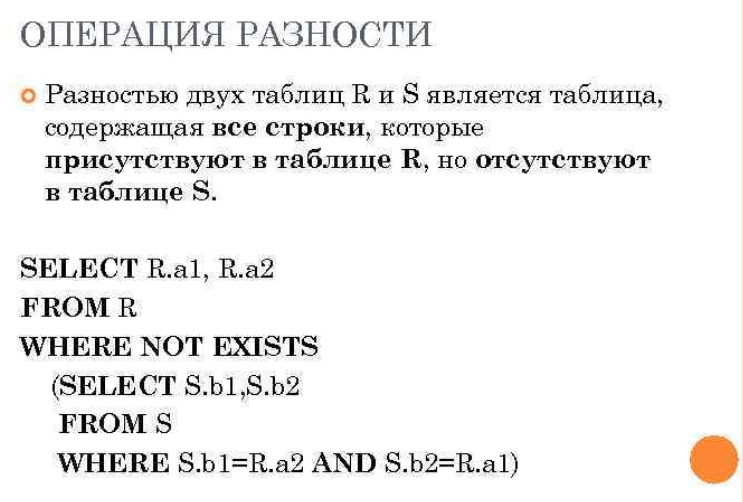 ОПЕРАЦИЯ РАЗНОСТИ
Разностью двух таблиц R и S является таблица,
содержащая все строки, которые
присутствуют в таблице R, но отсутствуют
в таблице S.
SELECT R.a1, R.a2
FROM R
WHERE NOT EXISTS
(SELECT S.b1,S.b2
FROM S
WHERE S.b1=R.a2 AND S.b2=R.a1)